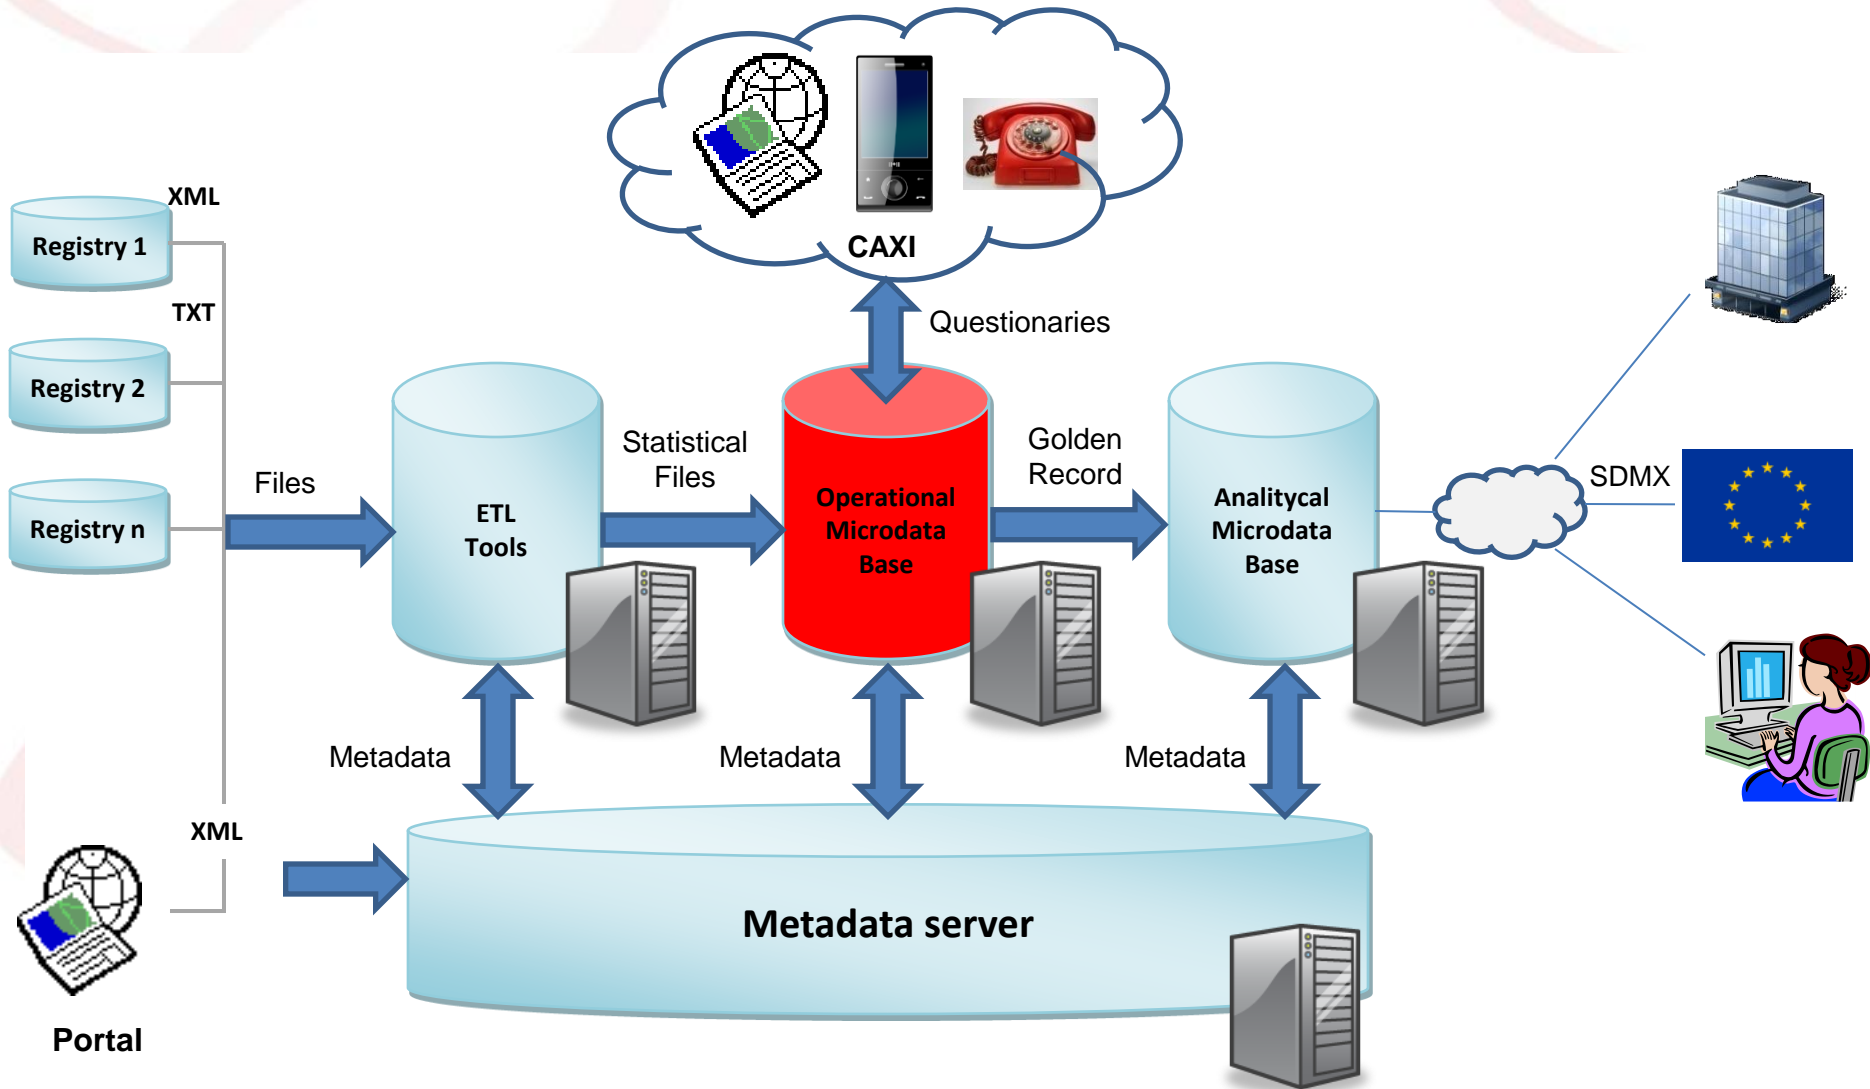 CAXI
XML
Registry 1
TXT
Registry 2
Registry n
Files
ETL
Tools
Statistical
Files
Questionaries
Operational
Microdata
Base
Golden
Record
Analitycal
Microdata
Base
SDMX
Metadata
Metadata
Metadata
XML
Portal
Metadata server